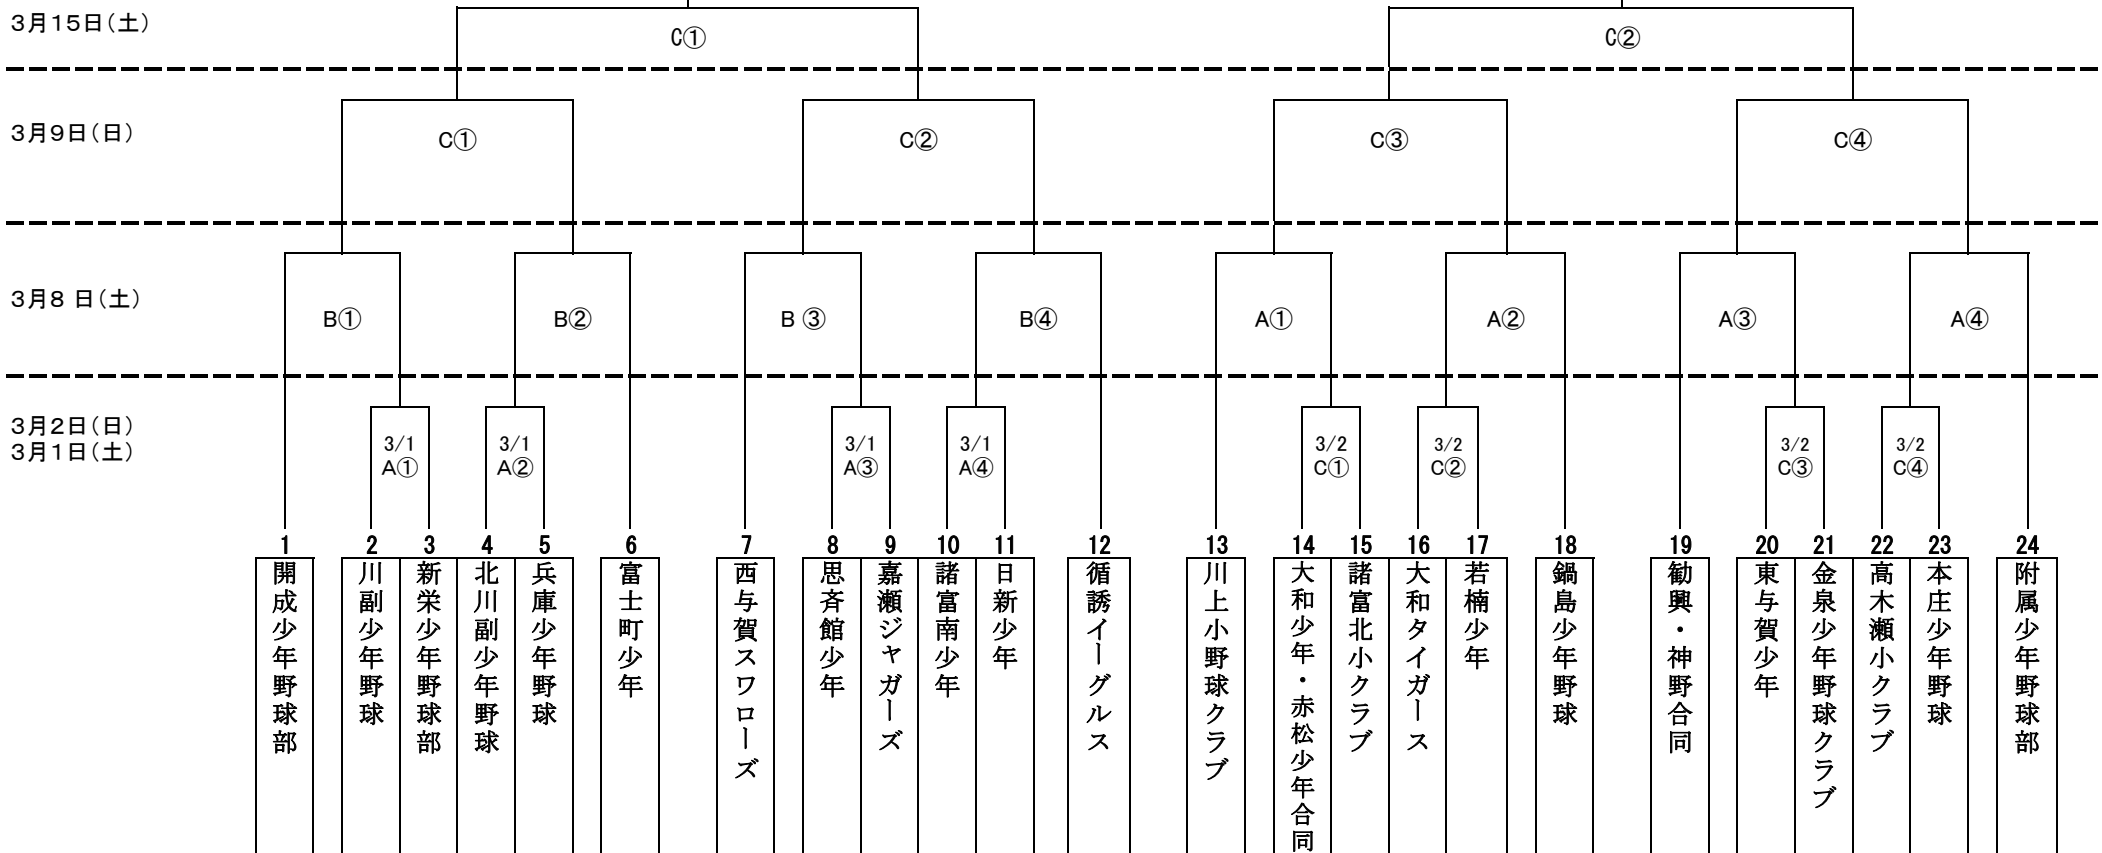 3月15日(土)
C①
C②
3月9日(日)
C①
C②
C③
C④
3月8 日(土)
B①
B②
B ③
B④
A①
A②
A③
A④
3月2日(日)
3月1日(土)
3/1
A①
3/1
A②
3/1
A③
3/1
A④
3/2
C①
3/2
C②
3/2
C③
3/2
C④
1
開成少年野球部
2
川副少年野球
3
新栄少年野球部
4
北川副少年野球
5
兵庫少年野球
6
富士町少年
7
西与賀スワローズ
8
思斉館少年
9
嘉瀬ジャガーズ
10
諸富南少年
11
日新少年
12
循誘イーグルス
13
川上小野球クラブ
14
大和少年・赤松少年合同
15
諸富北小クラブ
16
大和タイガース
17
若楠少年
18
鍋島少年野球
19
勧興・神野合同
20
東与賀少年
21
金泉少年野球クラブ
22
高木瀬小クラブ
23
本庄少年野球
24
附属少年野球部